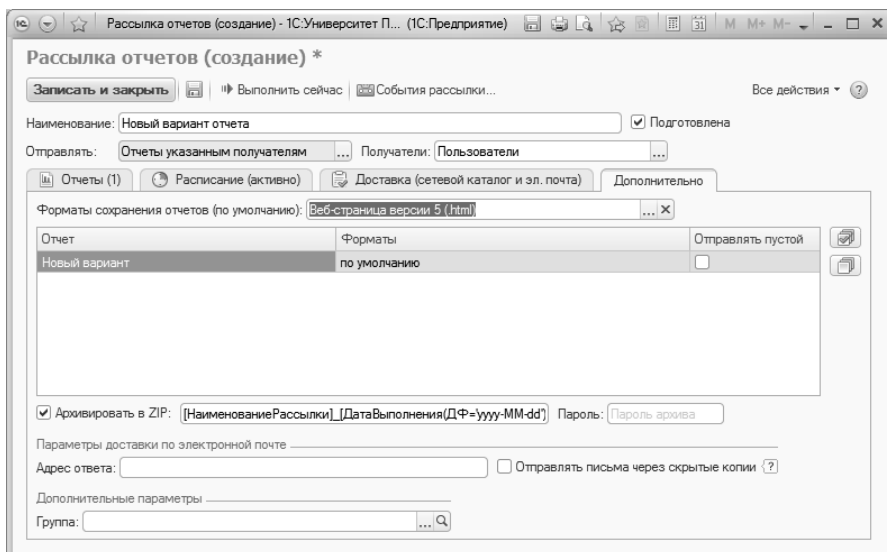 Рассылка отчетов (создание) - 1С:Университет П... (1С:Предприятие) M M+ M-
Рассылка отчетов (создание) *
Записать и закрыть Выполнить сейчас События рассылки... Все действия ?
Наименование: Новый вариант отчета Подготовлена
Отправлять: Отчеты указанным получателям ... Получатели: Пользователи ...
Отчеты (1) Расписание (активно) Доставка (сетевой каталог и эл. почта) Дополнительно
Форматы сохранения отчетов (по умолчанию): Веб-страница версии 5 (.html) ... ×
Отчет Форматы Отправлять пустой
Новый вариант по умолчанию
Архивировать в ZIP: [НаименованиеРассылки]_[ДатаВыполнения(ДФ='yyyy-MM-dd') Пароль: Пароль архива
Параметры доставки по электронной почте
Адрес ответа: Отправлять письма через скрытые копии ?
Дополнительные параметры
Группа: ...